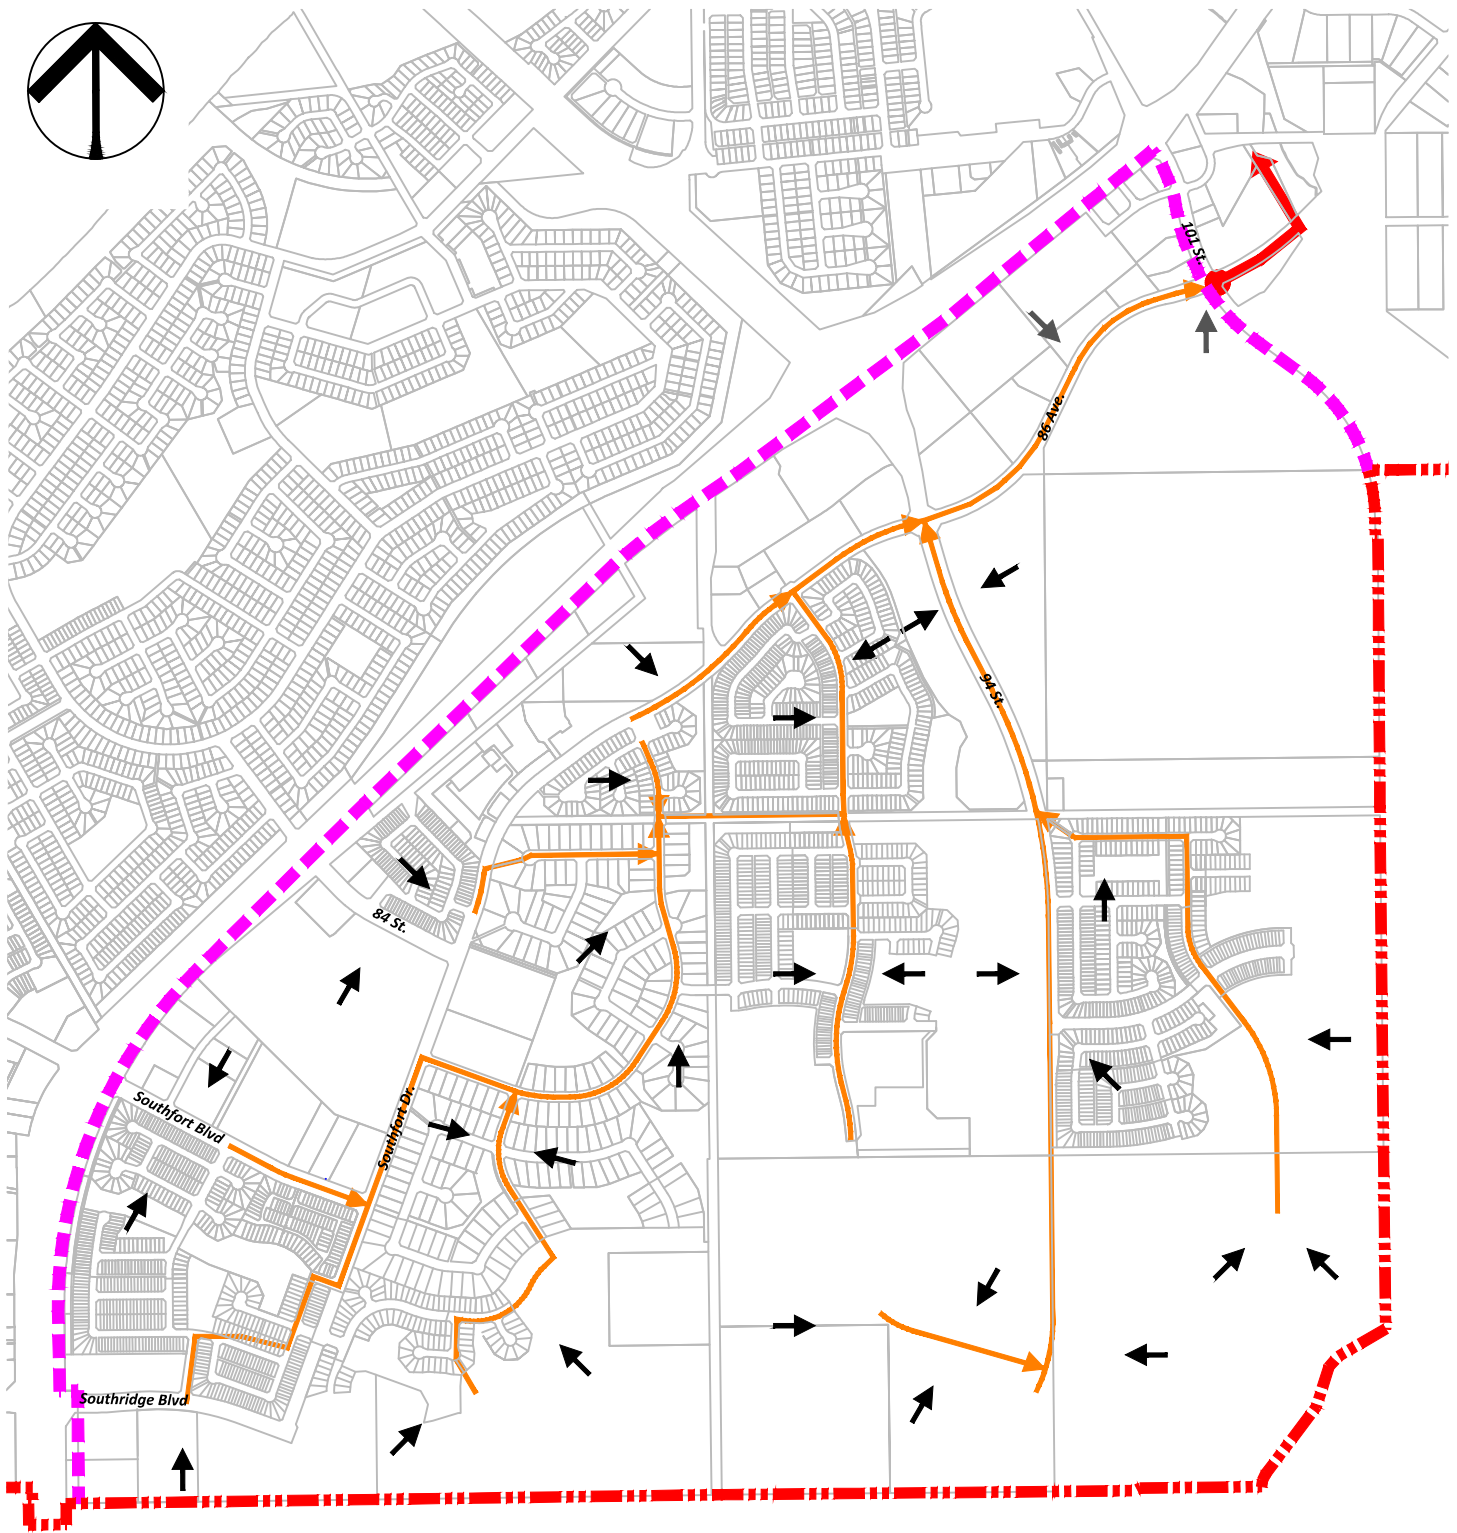 101 St.
86 Ave.
94 St.
84 St.
Southfort Blvd
Southfort Dr.
Southridge Blvd